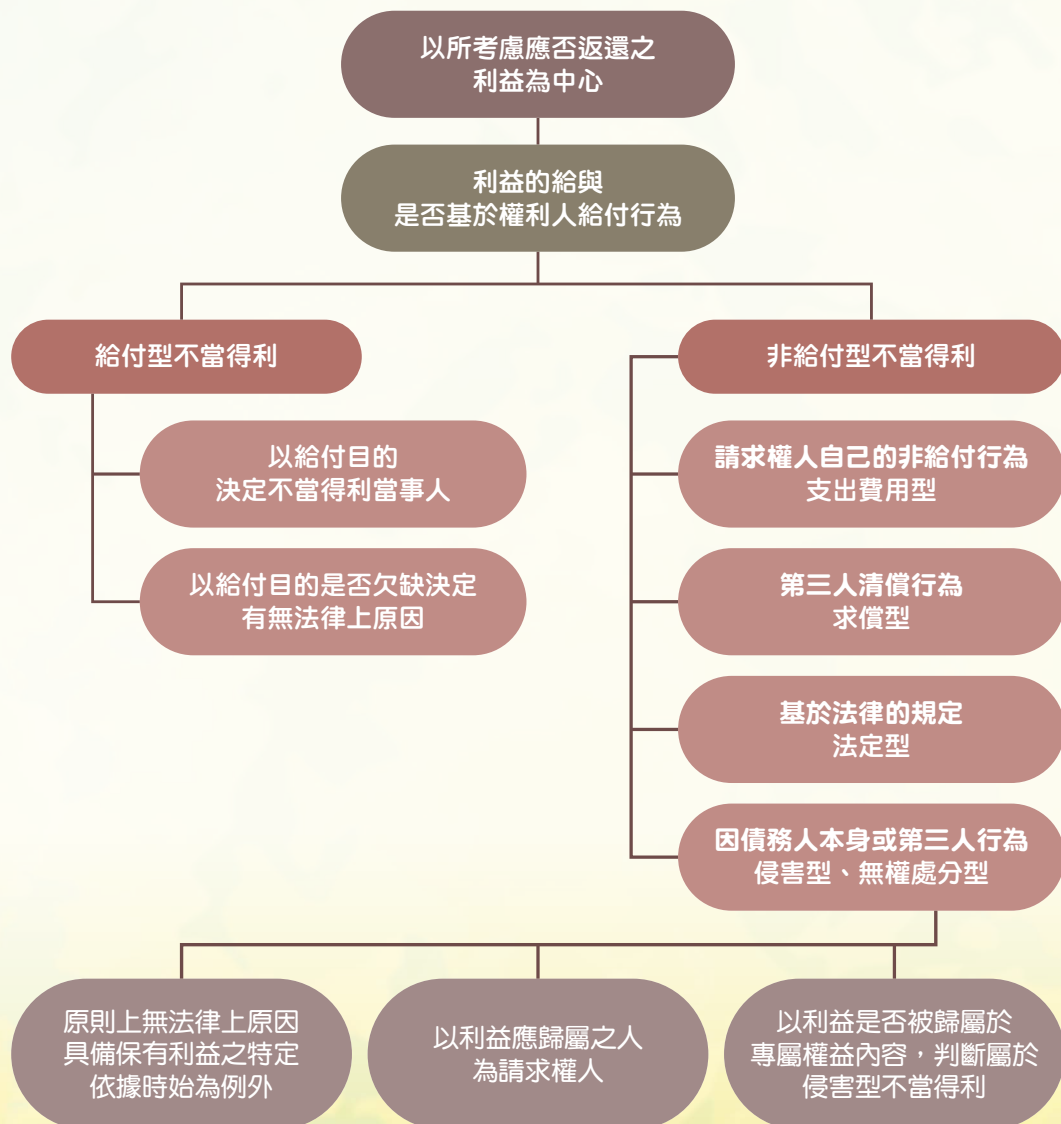 以所考慮應否返還之
利益為中心
利益的給與
是否基於權利人給付行為
給付型不當得利
以給付目的
決定不當得利當事人
以給付目的是否欠缺決定
有無法律上原因
非給付型不當得利
請求權人自己的非給付行為
支出費用型
第三人清償行為
求償型
基於法律的規定
法定型
因債務人本身或第三人行為
侵害型、無權處分型
原則上無法律上原因
具備保有利益之特定
依據時始為例外
以利益應歸屬之人
為請求權人
以利益是否被歸屬於
專屬權益內容，判斷屬於
侵害型不當得利